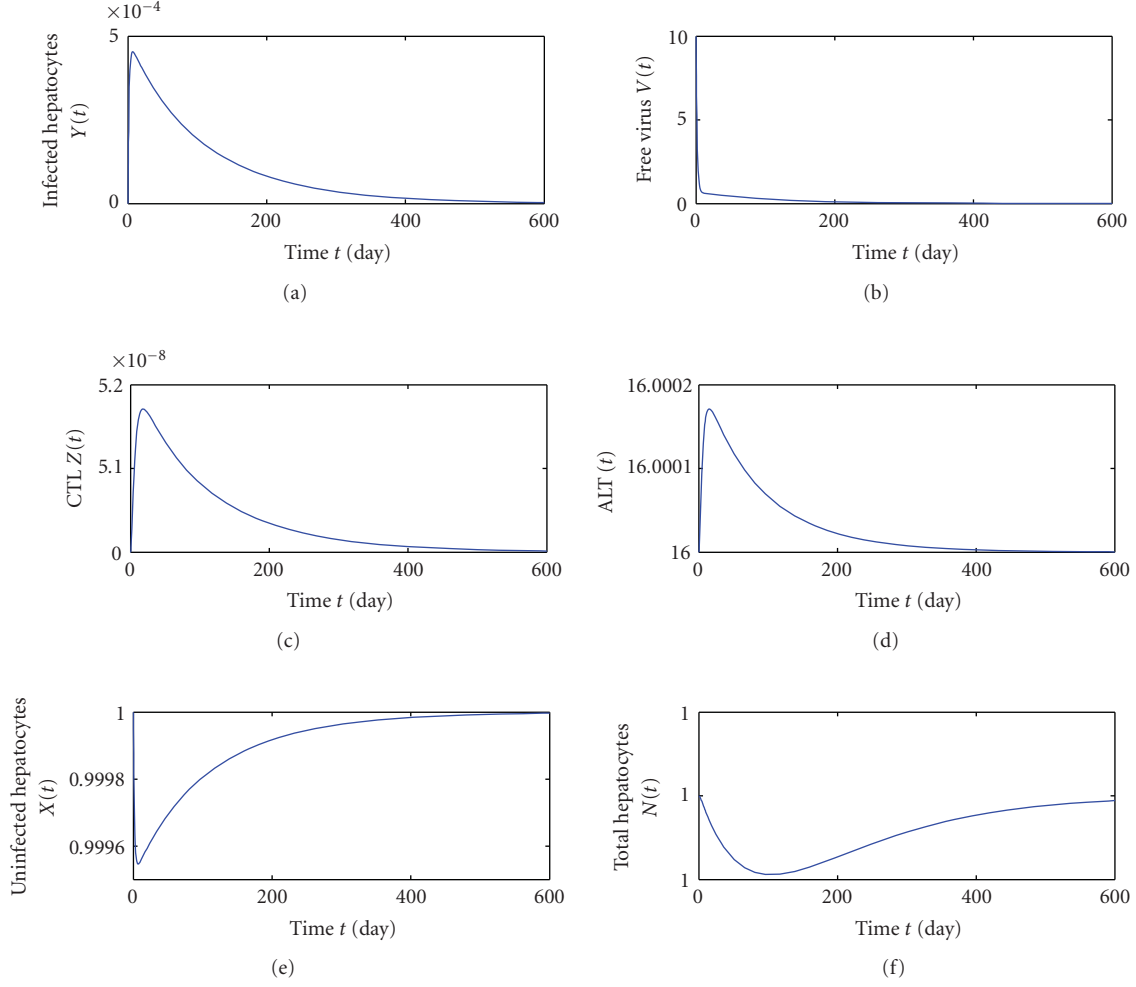 ×10−4
5
0
Infected hepatocytes
Y(t)
0 200 400 600
Time t (day)
(a)
10
5
0
Free virus V(t)
0 200 400 600
Time t (day)
(b)
×10−8
5.2
5.1
0
CTL Z(t)
0 200 400 600
Time t (day)
(c)
16.0002
16.0001
16
ALT (t)
0 200 400 600
Time t (day)
(d)
1
0.9998
0.9996
Uninfected hepatocytes
X(t)
0 200 400 600
Time t (day)
(e)
1
1
1
Total hepatocytes
N(t)
0 200 400 600
Time t (day)
(f)